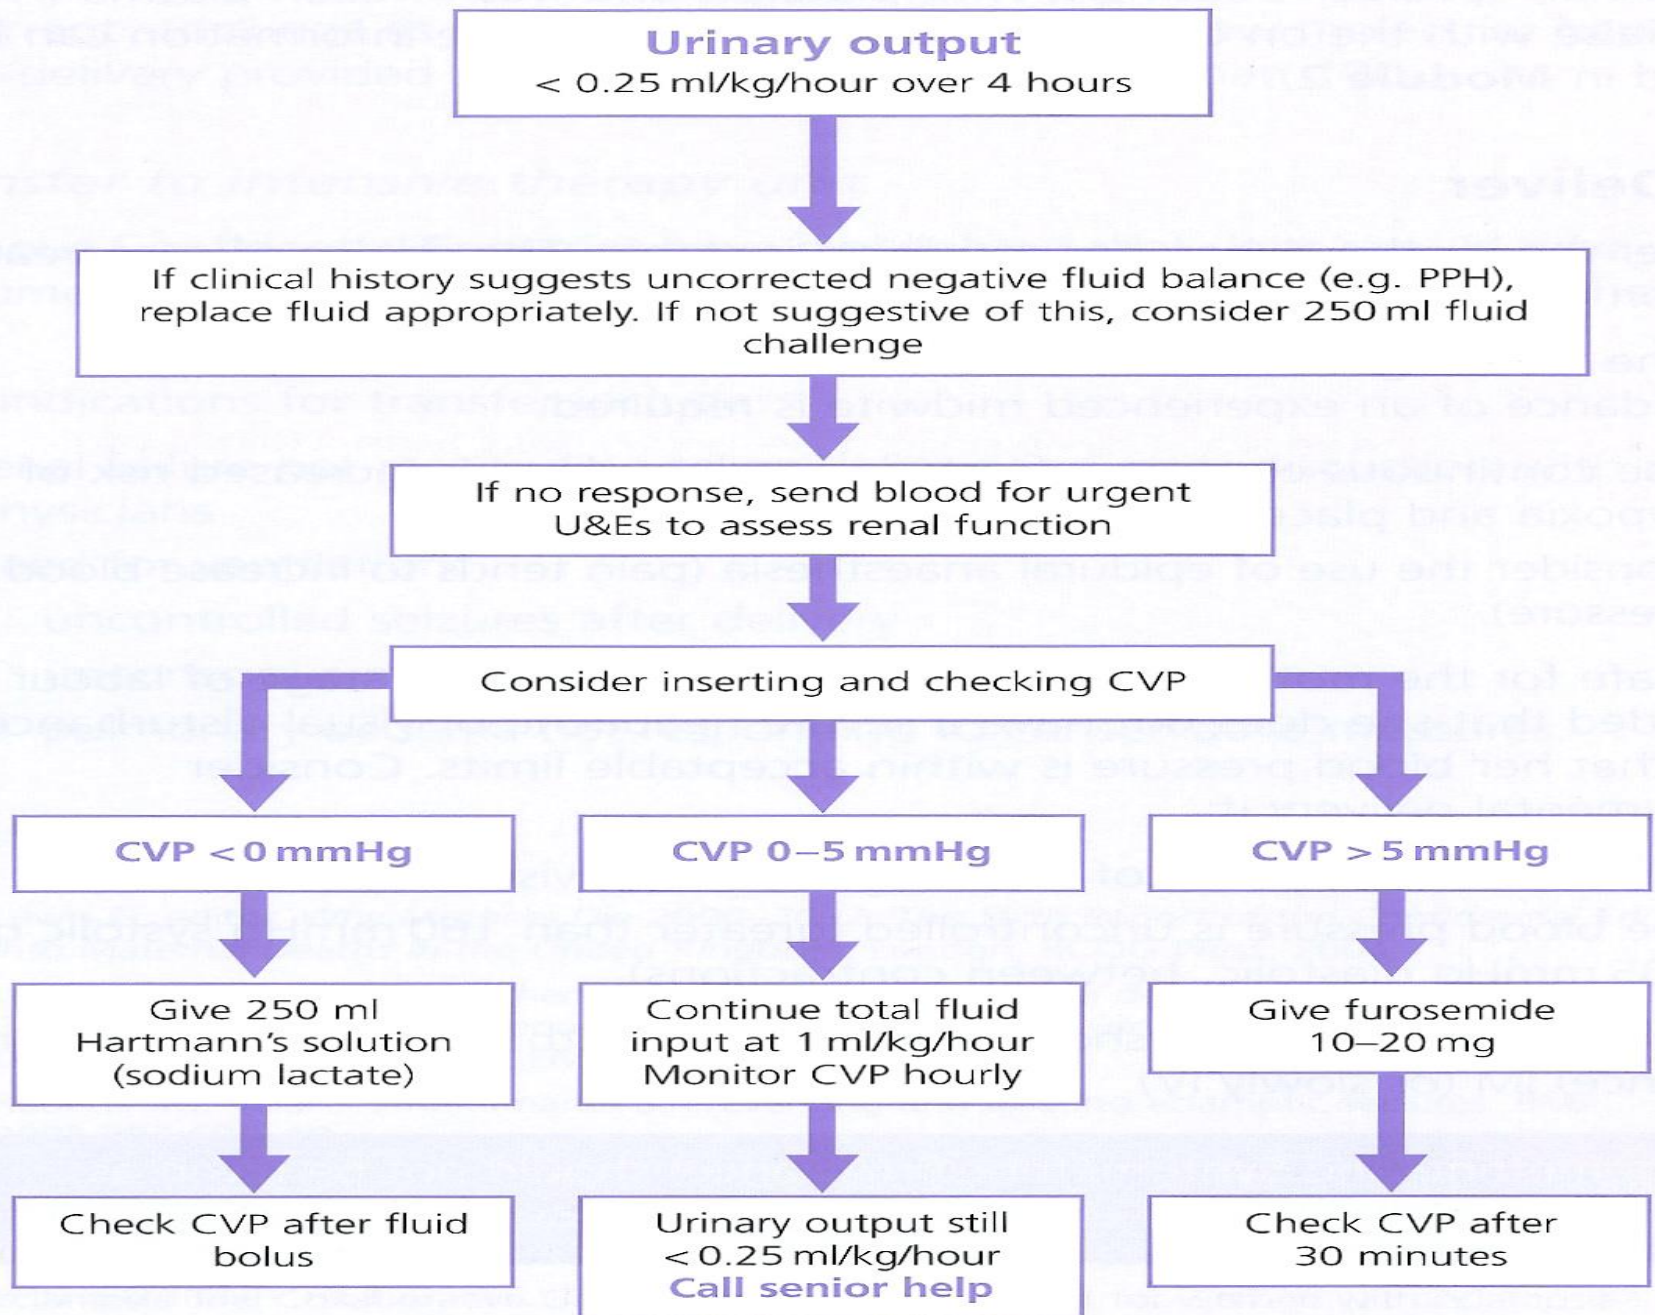 Urinary output
< 0.25 ml/kg/hour over 4 hours
If clinical history suggests uncorrected negative fluid balance (e.g. PPH),
replace fluid appropriately. If not suggestive of this, consider 250 ml fluid
challenge
If no response, send blood for urgent
U&Es to assess renal function
Consider inserting and checking CVP
CVP < 0 mmHg
Give 250 ml
Hartmann's solution
(sodium lactate)
Check CVP after fluid
bolus
CVP 0–5 mmHg
Continue total fluid
input at 1 ml/kg/hour
Monitor CVP hourly
Urinary output still
< 0.25 ml/kg/hour
Call senior help
CVP > 5 mmHg
Give furosemide
10–20 mg
Check CVP after
30 minutes